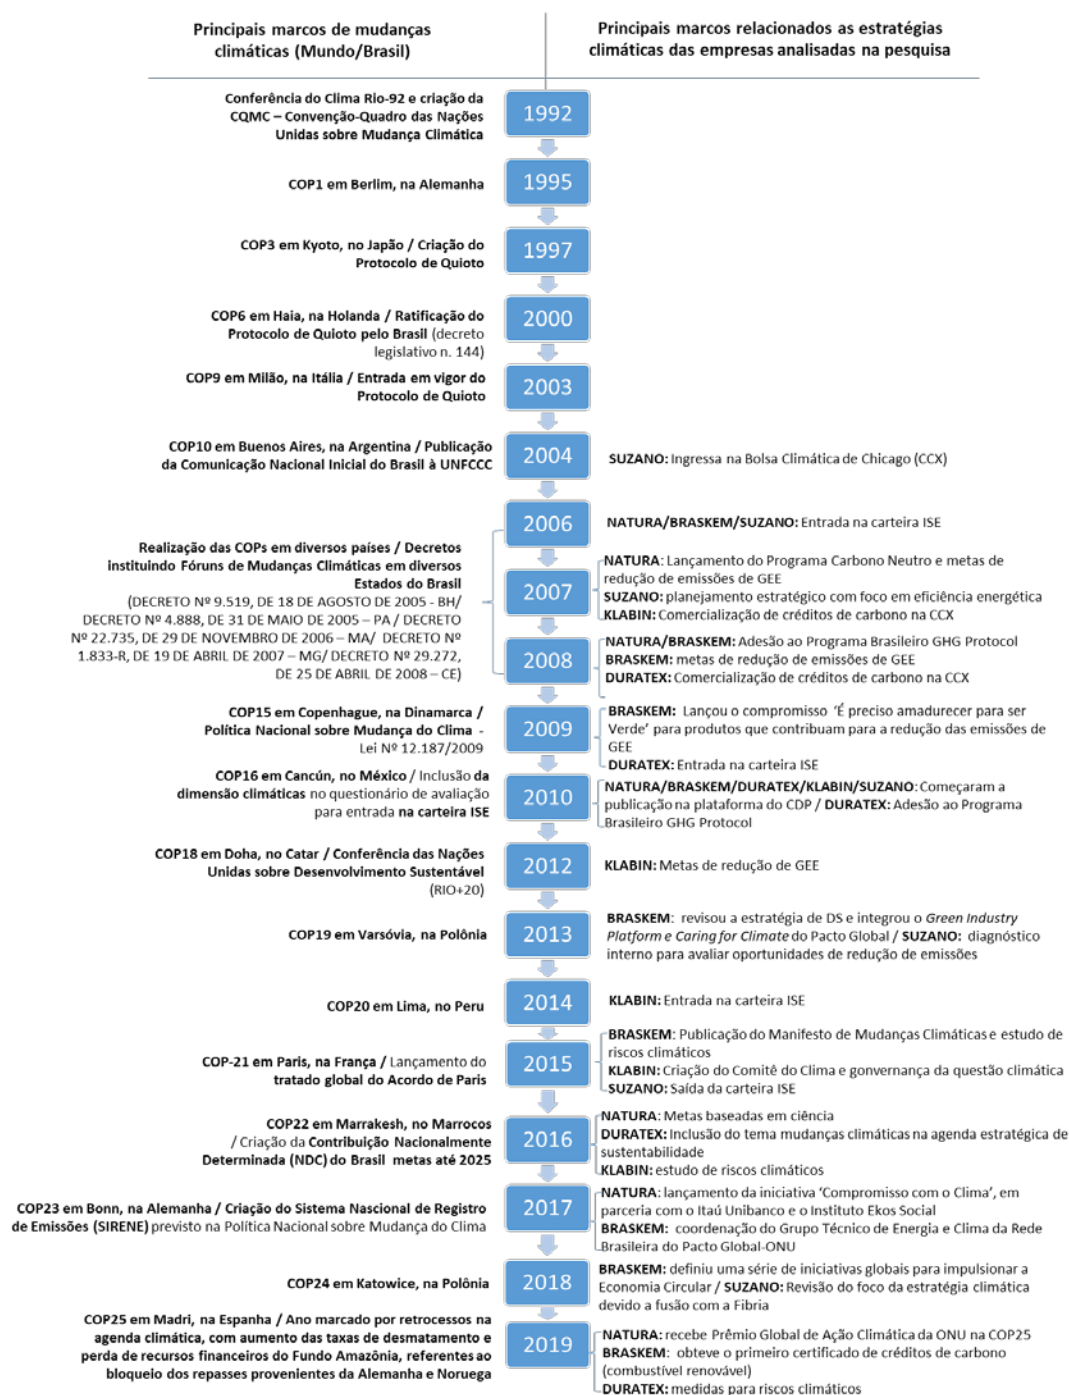 Principais marcos de mudanças
climáticas (Mundo/Brasil)
Principais marcos relacionados as estratégias
climáticas das empresas analisadas na pesquisa
Conferência do Clima Rio-92 e criação da
CQMC – Convenção-Quadro das Nações
Unidas sobre Mudança Climática
1992
COP1 em Berlim, na Alemanha
1995
COP3 em Kyoto, no Japão / Criação do
Protocolo de Quioto
1997
COP6 em Haia, na Holanda / Ratificação do
Protocolo de Quioto pelo Brasil (decreto
legislativo n. 144)
2000
COP9 em Milão, na Itália / Entrada em vigor do
Protocolo de Quioto
2003
COP10 em Buenos Aires, na Argentina / Publicação
da Comunicação Nacional Inicial do Brasil à UNFCCC
2004
SUZANO: Ingressa na Bolsa Climática de Chicago (CCX)
2006
NATURA/BRASKEM/SUZANO: Entrada na carteira ISE
Realização das COPs em diversos países / Decretos
instituindo Fóruns de Mudanças Climáticas em diversos
Estados do Brasil
(DECRETO Nº 9.519, DE 18 DE AGOSTO DE 2005 - BH/
DECRETO Nº 4.888, DE 31 DE MAIO DE 2005 – PA / DECRETO
Nº 22.735, DE 29 DE NOVEMBRO DE 2006 – MA/ DECRETO Nº
1.833-R, DE 19 DE ABRIL DE 2007 – MG/ DECRETO Nº 29.272,
DE 25 DE ABRIL DE 2008 – CE)
2007
NATURA: Lançamento do Programa Carbono Neutro e metas de
redução de emissões de GEE
SUZANO: planejamento estratégico com foco em eficiência energética
KLABIN: Comercialização de créditos de carbono na CCX
2008
NATURA/BRASKEM: Adesão ao Programa Brasileiro GHG Protocol
BRASKEM: metas de redução de emissões de GEE
DURATEX: Comercialização de créditos de carbono na CCX
COP15 em Copenhague, na Dinamarca /
Política Nacional sobre Mudança do Clima -
Lei Nº 12.187/2009
2009
BRASKEM: Lançou o compromisso ‘É preciso amadurecer para ser
Verde’ para produtos que contribuam para a redução das emissões de
GEE
DURATEX: Entrada na carteira ISE
COP16 em Cancún, no México / Inclusão da
dimensão climáticas no questionário de avaliação
para entrada na carteira ISE
2010
NATURA/BRASKEM/DURATEX/KLABIN/SUZANO: Começaram a
publicação na plataforma do CDP / DURATEX: Adesão ao Programa
Brasileiro GHG Protocol
COP18 em Doha, no Catar / Conferência das Nações
Unidas sobre Desenvolvimento Sustentável
(RIO+20)
2012
KLABIN: Metas de redução de GEE
COP19 em Varsóvia, na Polônia
2013
BRASKEM: revisou a estratégia de DS e integrou o Green Industry
Platform e Caring for Climate do Pacto Global / SUZANO: diagnóstico
interno para avaliar oportunidades de redução de emissões
COP20 em Lima, no Peru
2014
KLABIN: Entrada na carteira ISE
COP-21 em Paris, na França / Lançamento do
tratado global do Acordo de Paris
2015
BRASKEM: Publicação do Manifesto de Mudanças Climáticas e estudo de
riscos climáticos
KLABIN: Criação do Comitê do Clima e gonvernança da questão climática
SUZANO: Saída da carteira ISE
COP22 em Marrakesh, no Marrocos
/ Criação da Contribuição Nacionalmente
Determinada (NDC) do Brasil metas até 2025
2016
NATURA: Metas baseadas em ciência
DURATEX: Inclusão do tema mudanças climáticas na agenda estratégica de
sustentabilidade
KLABIN: estudo de riscos climáticos
COP23 em Bonn, na Alemanha / Criação do Sistema Nascional de Registro
de Emissões (SIRENE) previsto na Política Nacional sobre Mudança do Clima
2017
NATURA: lançamento da iniciativa ‘Compromisso com o Clima’, em
parceria com o Itaú Unibanco e o Instituto Ekos Social
BRASKEM: coordenação do Grupo Técnico de Energia e Clima da Rede
Brasileira do Pacto Global-ONU
COP24 em Katowice, na Polônia
2018
BRASKEM: definiu uma série de iniciativas globais para impulsionar a
Economia Circular / SUZANO: Revisão do foco da estratégia climática
devido a fusão com a Fibria
COP25 em Madri, na Espanha / Ano marcado por retrocessos na
agenda climática, com aumento das taxas de desmatamento e
perda de recursos financeiros do Fundo Amazônia, referentes ao
bloqueio dos repasses provenientes da Alemanha e Noruega
2019
NATURA: recebe Prêmio Global de Ação Climática da ONU na COP25
BRASKEM: obteve o primeiro certificado de créditos de carbono
(combustível renovável)
DURATEX: medidas para riscos climáticos